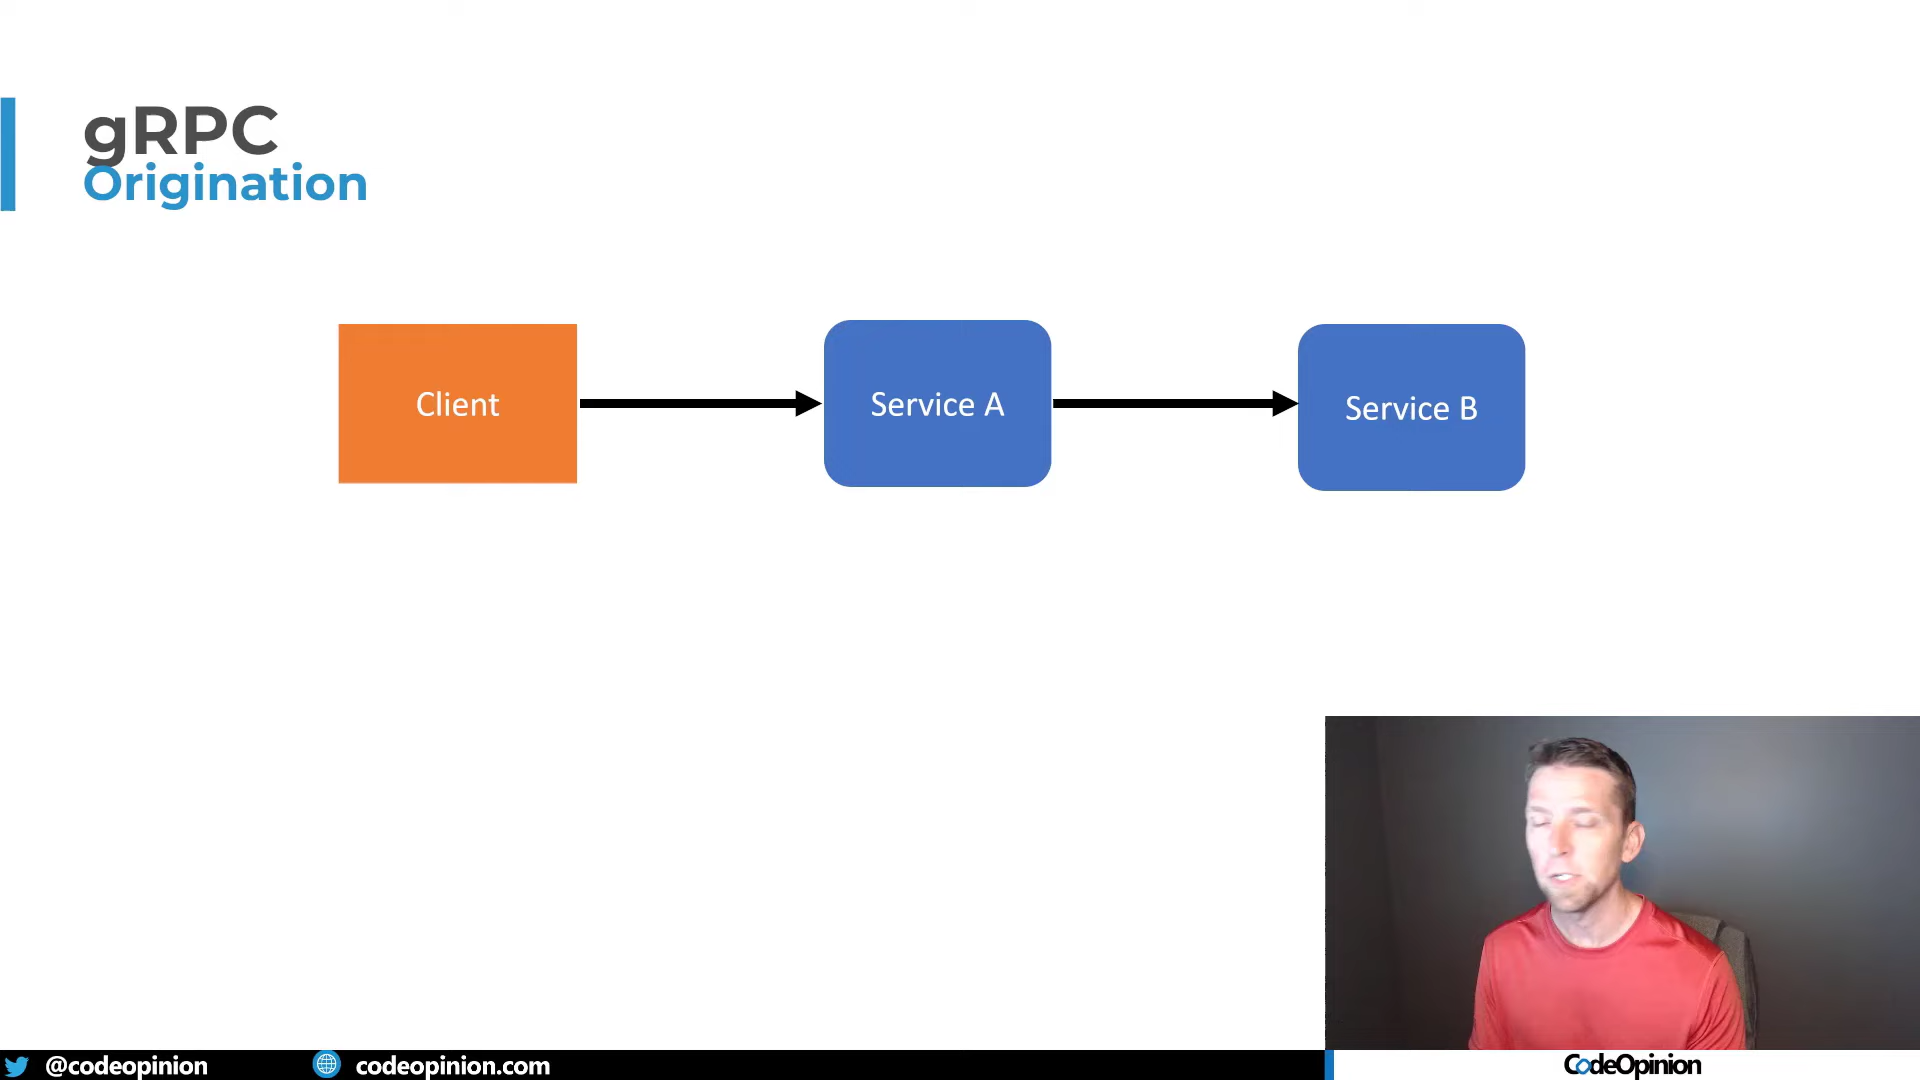 gRPC
Origination
Client
Service A
Service B
@codeopinion
codeopinion.com
CodeOpinion